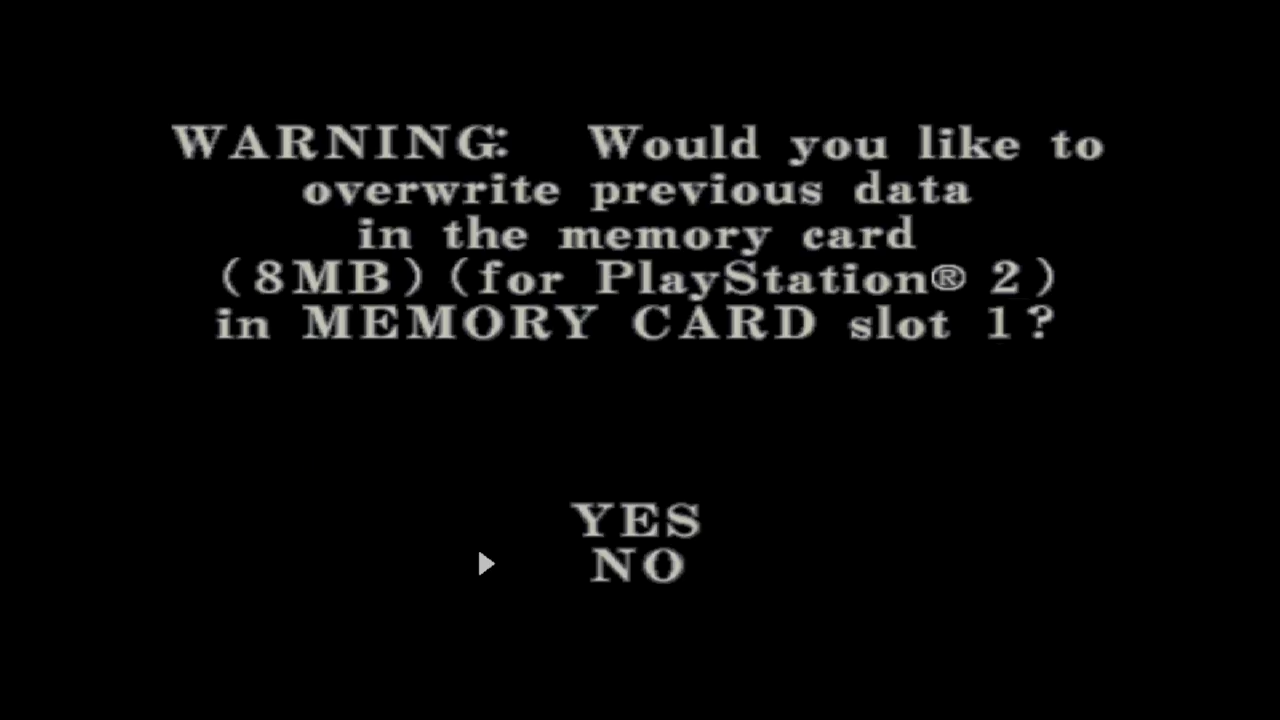 WARNING: Would you like to
overwrite previous data
in the memory card
(8MB)(for PlayStation® 2)
in MEMORY CARD slot 1?
YES
NO